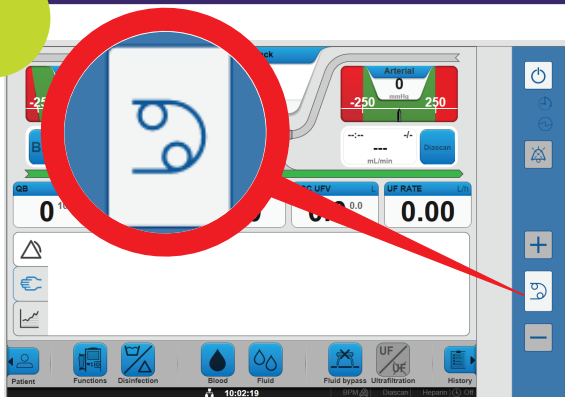 ck
Arterial
0
mmHg
-25
-250
250
--:--
-/-
B
---
Diascan
mL/min
QB
UFV
L
UF RATE
L/h
0
0.0
0.00
UF
UF
Patient
Functions
Disinfection
Blood
Fluid
Fluid bypass
Ultrafiltration
History
10:02:19
BPM
Diascan
Heparin
Off